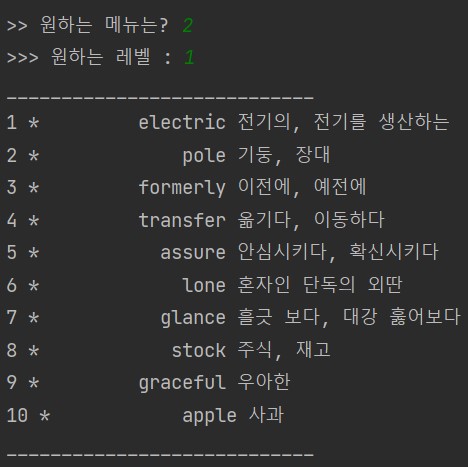 >> 원하는 메뉴는? 2
>>> 원하는 레벨 : 1
____________________________
1 *         electric 전기의, 전기를 생산하는
2 *             pole 기둥, 장대
3 *         formerly 이전에, 예전에
4 *         transfer 옮기다, 이동하다
5 *           assure 안심시키다, 확신시키다
6 *             lone 혼자인 단독의 외딴
7 *           glance 흘긋 보다, 대강 훑어보다
8 *            stock 주식, 재고
9 *         graceful 우아한
10 *            apple 사과
____________________________